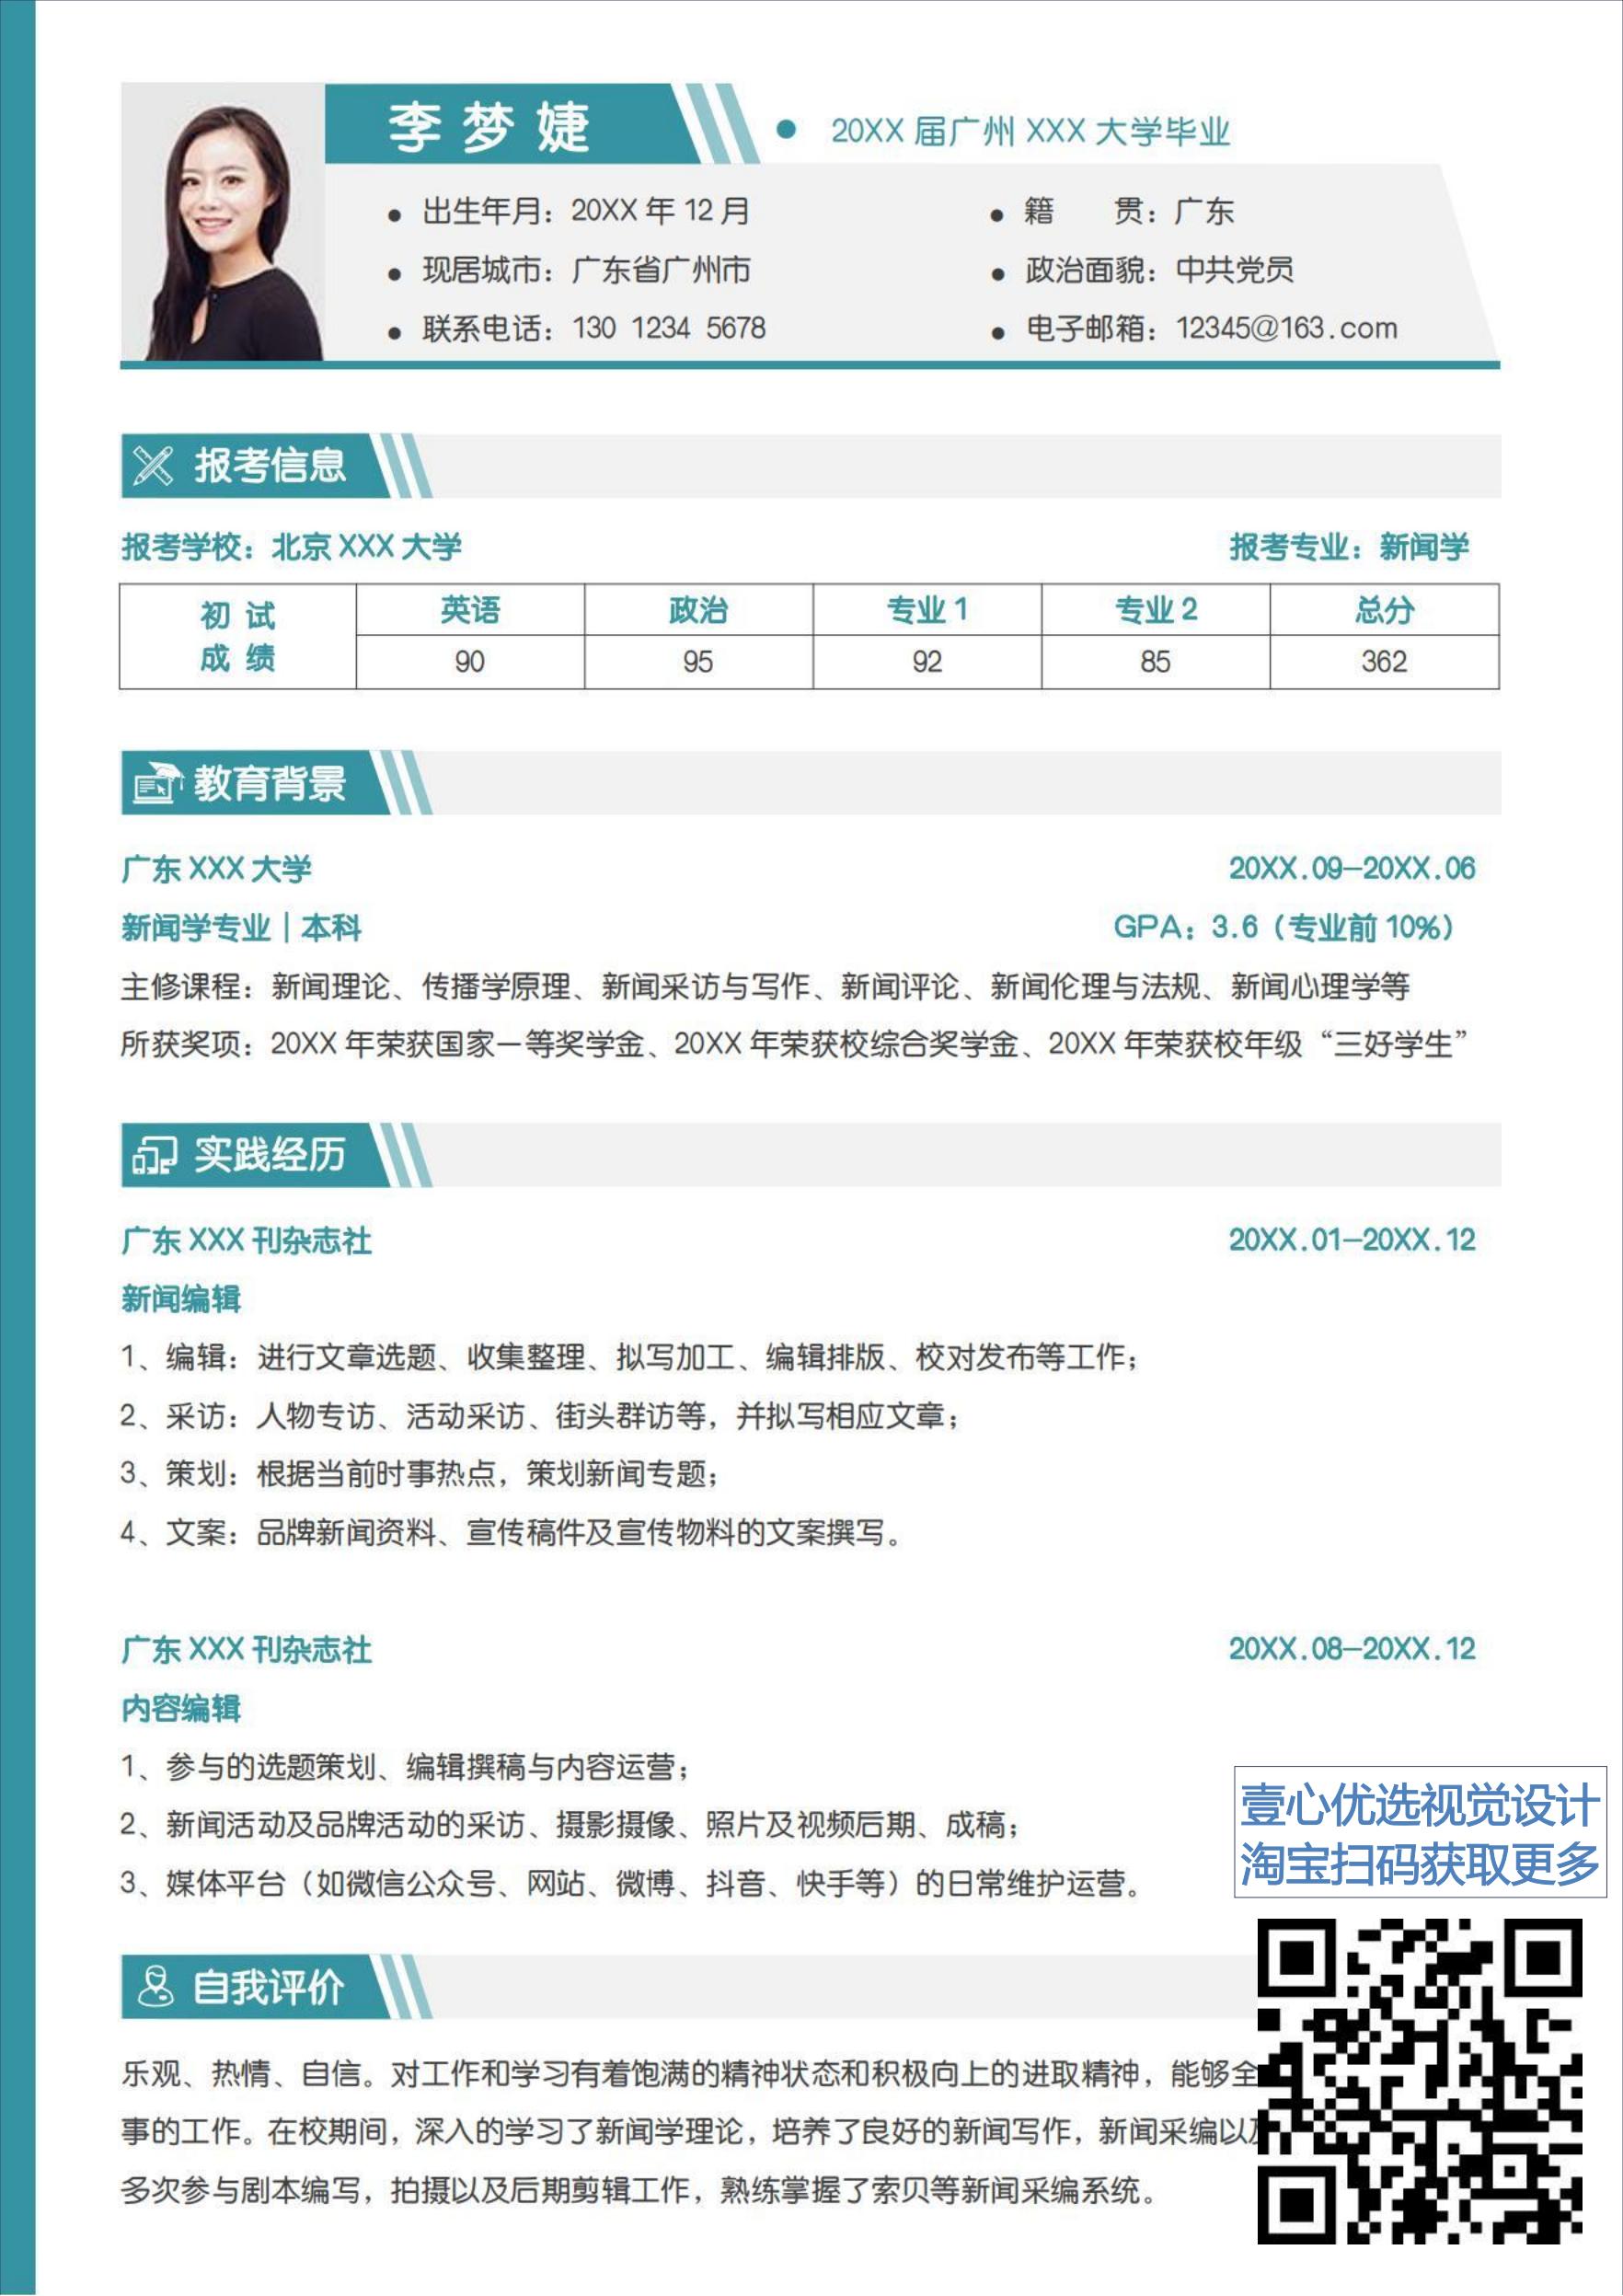 李梦婕
20XX 届广州 XXX 大学毕业
出生年月：20XX 年 12 月
籍　　贯：广东
现居城市：广东省广州市
政治面貌：中共党员
联系电话：130 1234 5678
电子邮箱：12345@163.com
报考信息
报考学校：北京 XXX 大学
报考专业：新闻学
初试成绩 英语 政治 专业 1 专业 2 总分
90 95 92 85 362
教育背景
广东 XXX 大学
20XX.09—20XX.06
新闻学专业｜本科
GPA：3.6（专业前 10%）
主修课程：新闻理论、传播学原理、新闻采访与写作、新闻评论、新闻伦理与法规、新闻心理学等
所获奖项：20XX 年荣获国家一等奖学金、20XX 年荣获校综合奖学金、20XX 年荣获校年级“三好学生”
实践经历
广东 XXX 刊杂志社
20XX.01—20XX.12
新闻编辑
1、编辑：进行文章选题、收集整理、拟写加工、编辑排版、校对发布等工作；
2、采访：人物专访、活动采访、街头群访等，并拟写相应文章；
3、策划：根据当前时事热点，策划新闻专题；
4、文案：品牌新闻资料、宣传稿件及宣传物料的文案撰写。
广东 XXX 刊杂志社
20XX.08—20XX.12
内容编辑
1、参与的选题策划、编辑撰稿与内容运营；
2、新闻活动及品牌活动的采访、摄影摄像、照片及视频后期、成稿；
3、媒体平台（如微信公众号、网站、微博、抖音、快手等）的日常维护运营。
壹心优选视觉设计
淘宝扫码获取更多
自我评价
乐观、热情、自信。对工作和学习有着饱满的精神状态和积极向上的进取精神，能够全
事的工作。在校期间，深入的学习了新闻学理论，培养了良好的新闻写作，新闻采编以及
多次参与剧本编写，拍摄以及后期剪辑工作，熟练掌握了索贝等新闻采编系统。